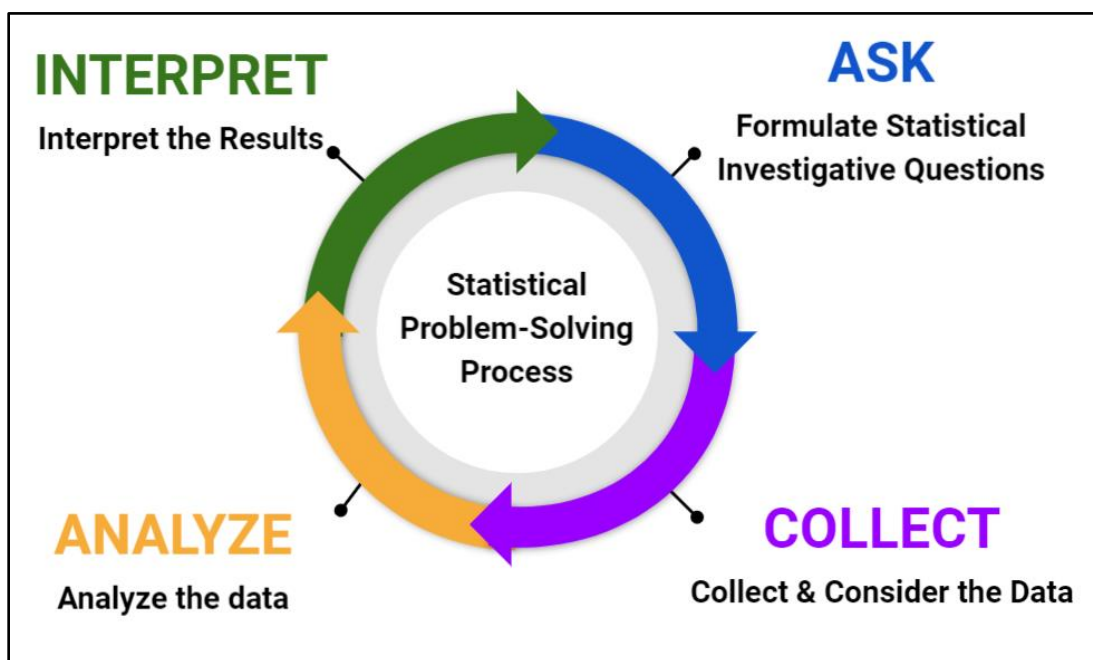 INTERPRET
Interpret the Results
ASK
Formulate Statistical
Investigative Questions
Statistical
Problem-Solving
Process
ANALYZE
Analyze the data
COLLECT
Collect & Consider the Data